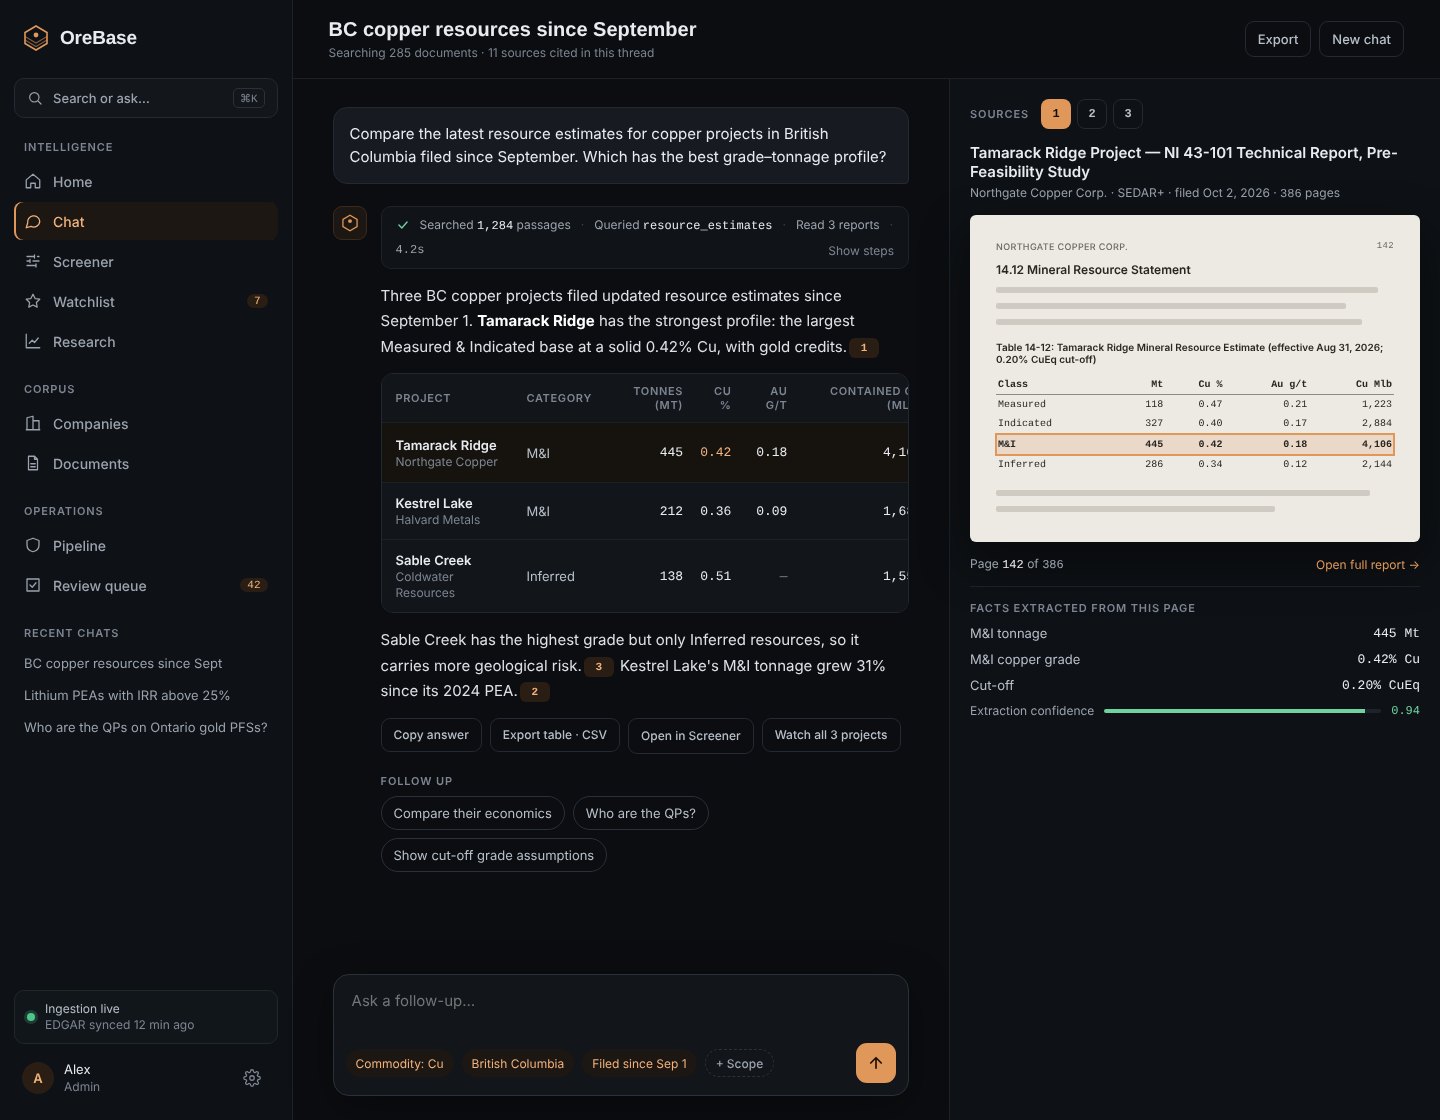 OreBase
Search or ask...
⌘K
INTELLIGENCE
Home
Chat
Screener
Watchlist
7
Research
CORPUS
Companies
Documents
OPERATIONS
Pipeline
Review queue
42
RECENT CHATS
BC copper resources since Sept
Lithium PEAs with IRR above 25%
Who are the QPs on Ontario gold PFSs?
Ingestion live
EDGAR synced 12 min ago
A
Alex
Admin
BC copper resources since September
Searching 285 documents · 11 sources cited in this thread
Export
New chat
Compare the latest resource estimates for copper projects in British
Columbia filed since September. Which has the best grade–tonnage profile?
Searched 1,284 passages · Queried resource_estimates · Read 3 reports ·
4.2s
Show steps
Three BC copper projects filed updated resource estimates since
September 1. Tamarack Ridge has the strongest profile: the largest
Measured & Indicated base at a solid 0.42% Cu, with gold credits. 1
PROJECT CATEGORY TONNES (MT) CU % AU G/T CONTAINED
Tamarack Ridge
Northgate Copper
M&I 445 0.42 0.18
Kestrel Lake
Halvard Metals
M&I 212 0.36 0.09
Sable Creek
Coldwater
Resources
Inferred 138 0.51 —
Sable Creek has the highest grade but only Inferred resources, so it
carries more geological risk. 3 Kestrel Lake's M&I tonnage grew 31%
since its 2024 PEA. 2
Copy answer
Export table · CSV
Open in Screener
Watch all 3 projects
FOLLOW UP
Compare their economics
Who are the QPs?
Show cut-off grade assumptions
Ask a follow-up...
Commodity: Cu
British Columbia
Filed since Sep 1
+ Scope
SOURCES 1 2 3
Tamarack Ridge Project — NI 43-101 Technical Report, Pre-
Feasibility Study
Northgate Copper Corp. · SEDAR+ · filed Oct 2, 2026 · 386 pages
NORTHGATE COPPER CORP. 142
14.12 Mineral Resource Statement
Table 14-12: Tamarack Ridge Mineral Resource Estimate (effective Aug 31, 2026;
0.20% CuEq cut-off)
Class Mt Cu % Au g/t Cu Mlb
Measured 118 0.47 0.21 1,223
Indicated 327 0.40 0.17 2,884
M&I 445 0.42 0.18 4,106
Inferred 286 0.34 0.12 2,144
Page 142 of 386
Open full report →
FACTS EXTRACTED FROM THIS PAGE
M&I tonnage 445 Mt
M&I copper grade 0.42% Cu
Cut-off 0.20% CuEq
Extraction confidence 0.94